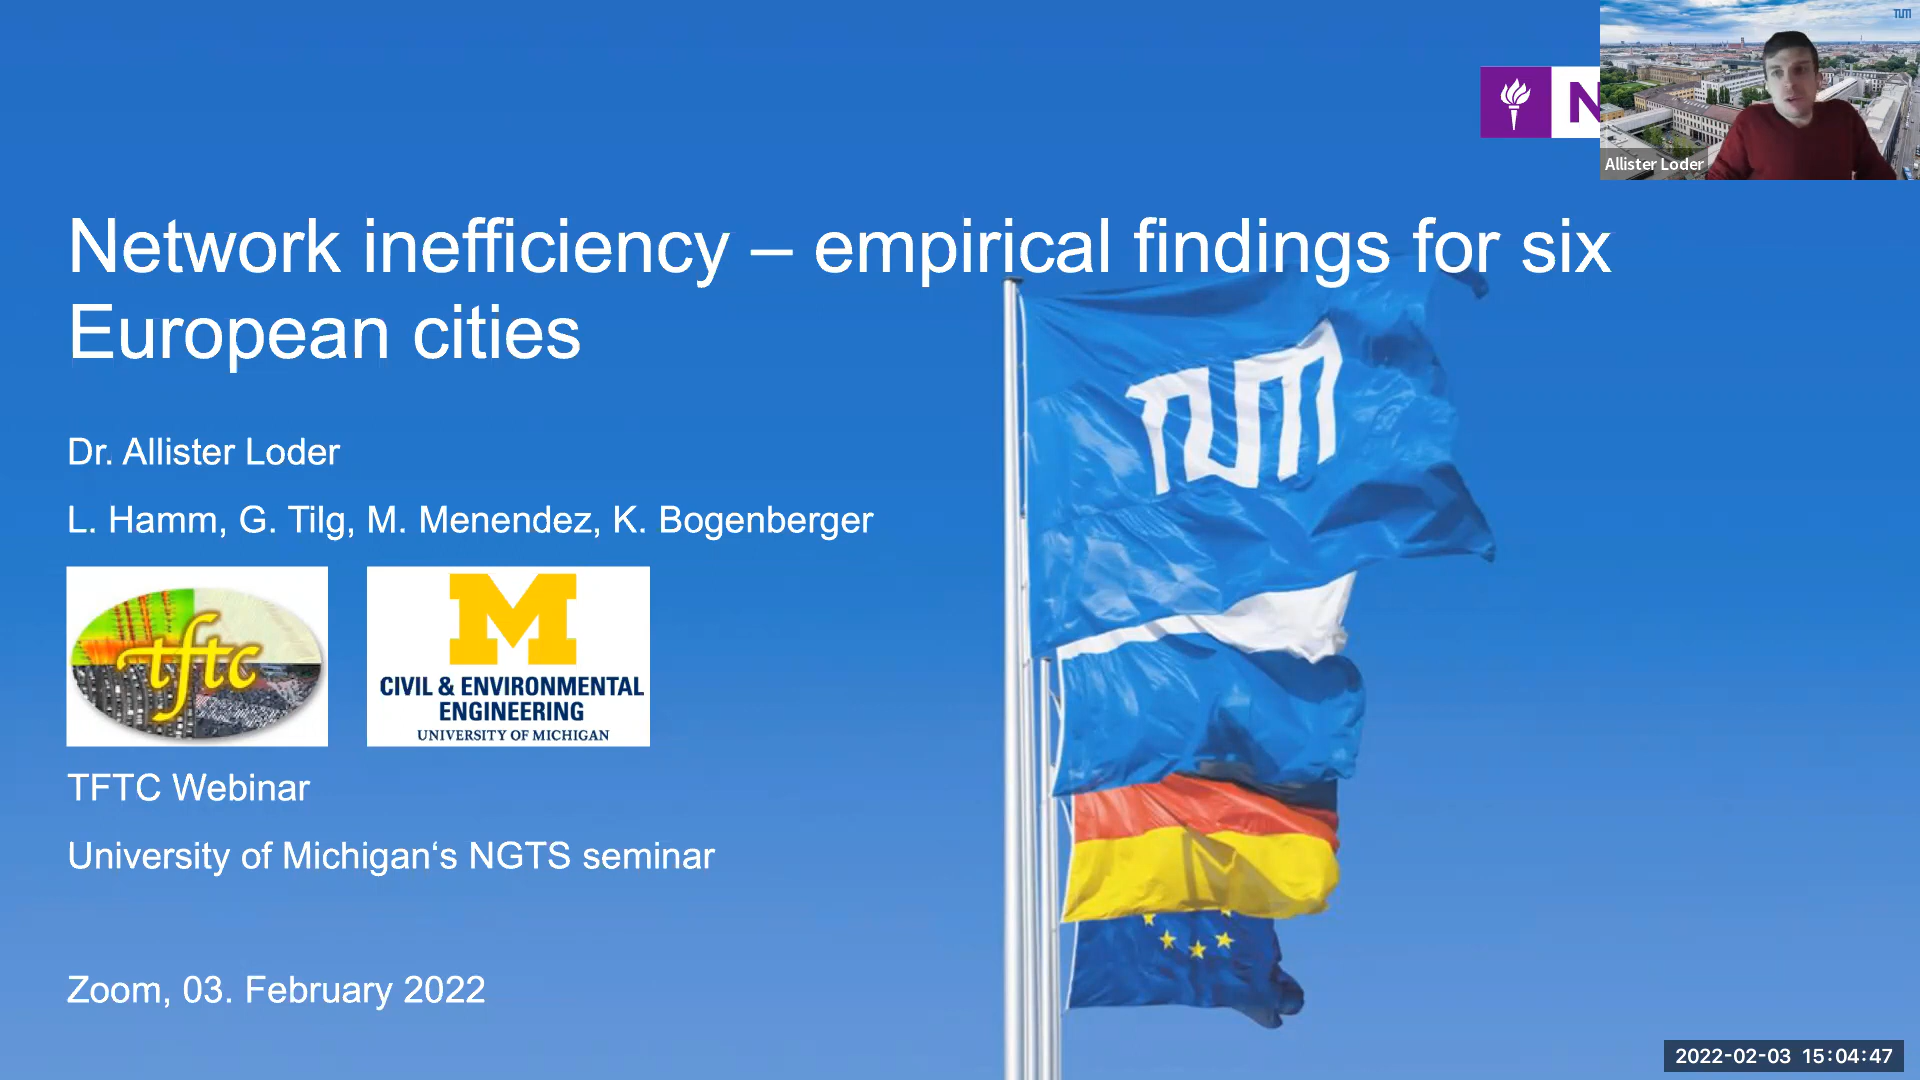 TUM
N
Allister Loder
Network inefficiency – empirical findings for six
European cities
TUM
Dr. Allister Loder
L. Hamm, G. Tilg, M. Menendez, K. Bogenberger
tftc
M
CIVIL & ENVIRONMENTAL
ENGINEERING
UNIVERSITY OF MICHIGAN
TFTC Webinar
University of Michigan‘s NGTS seminar
Zoom, 03. February 2022
2022-02-03 15:04:47